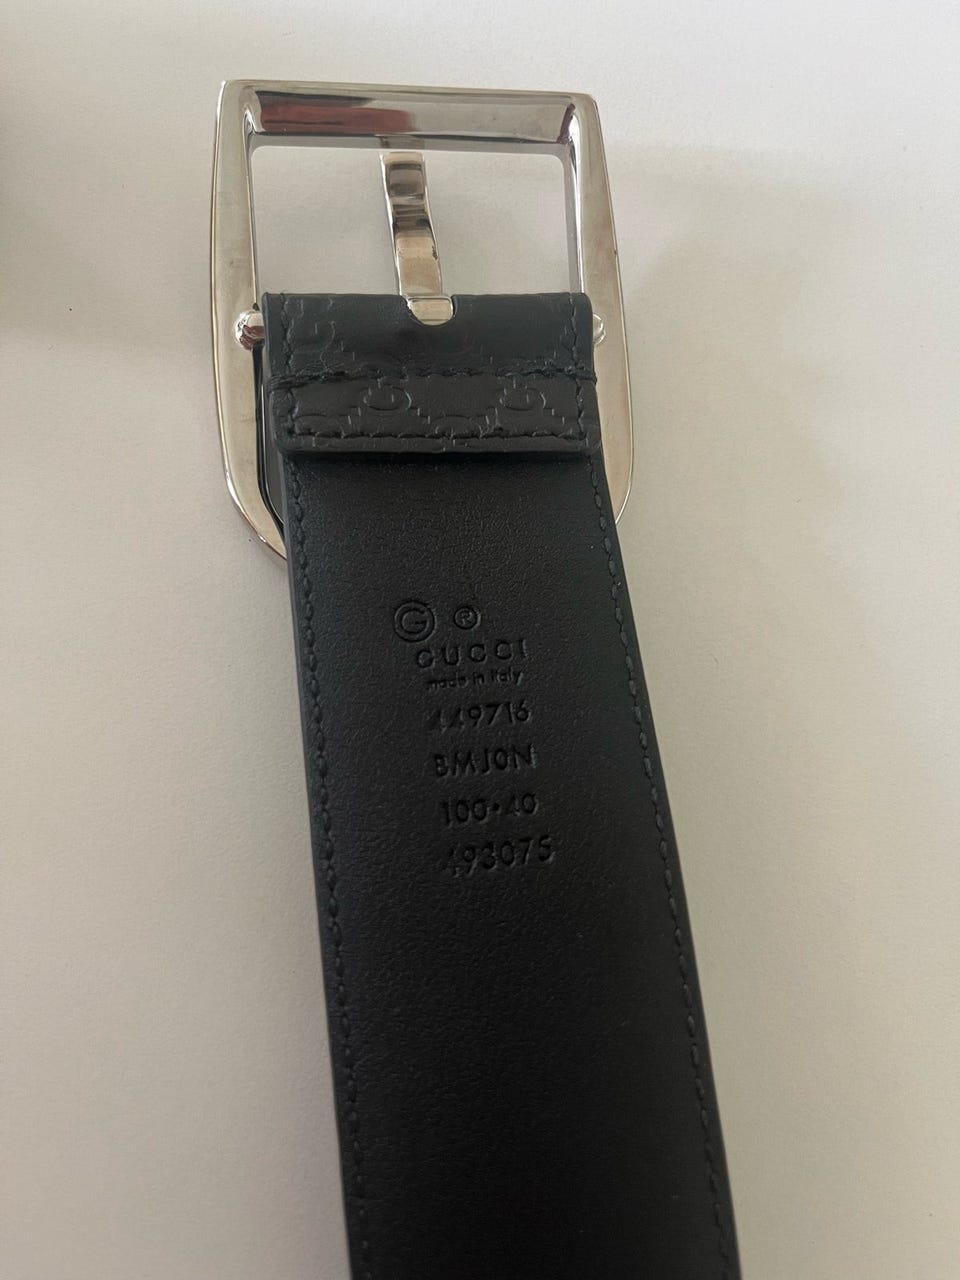 G ®
GUCCI
made in Italy
449716
BMJ0N
100•40
493075